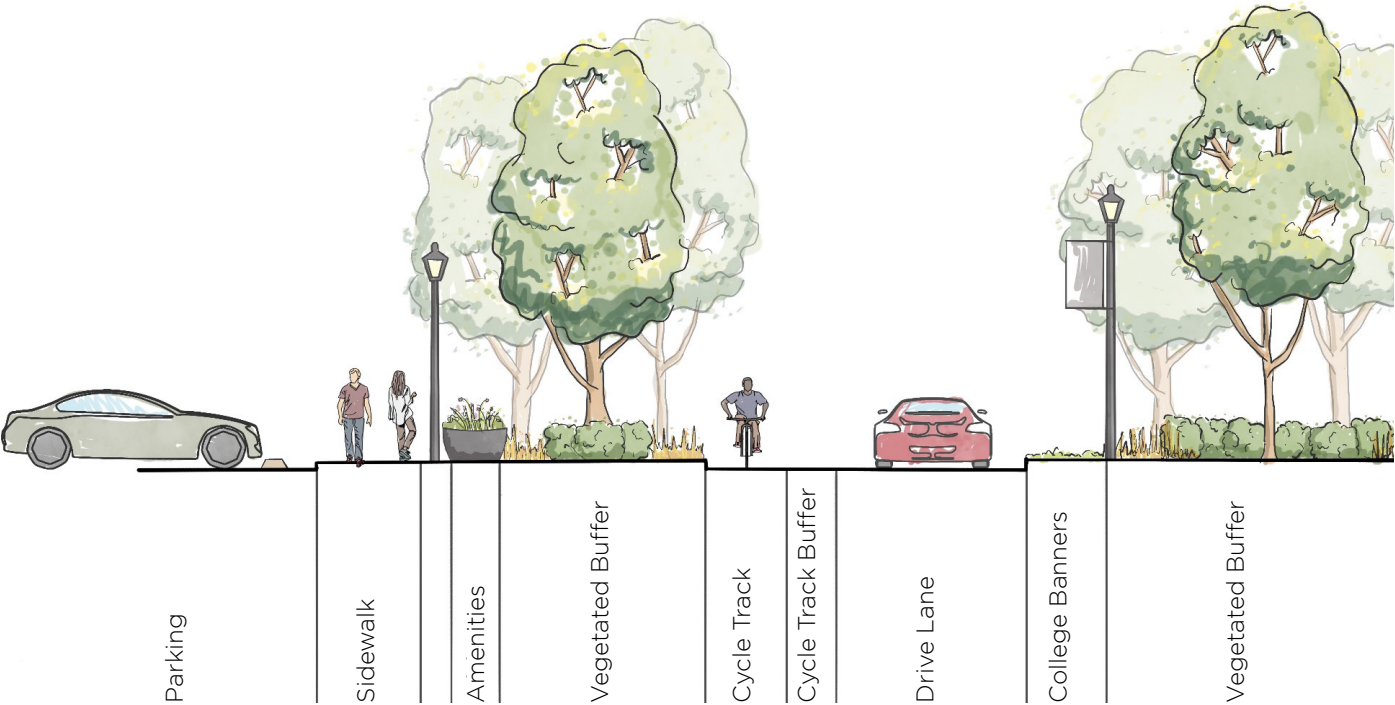 Parking
Sidewalk
Amenities
Vegetated Buffer
Cycle Track
Cycle Track Buffer
Drive Lane
College Banners
Vegetated Buffer